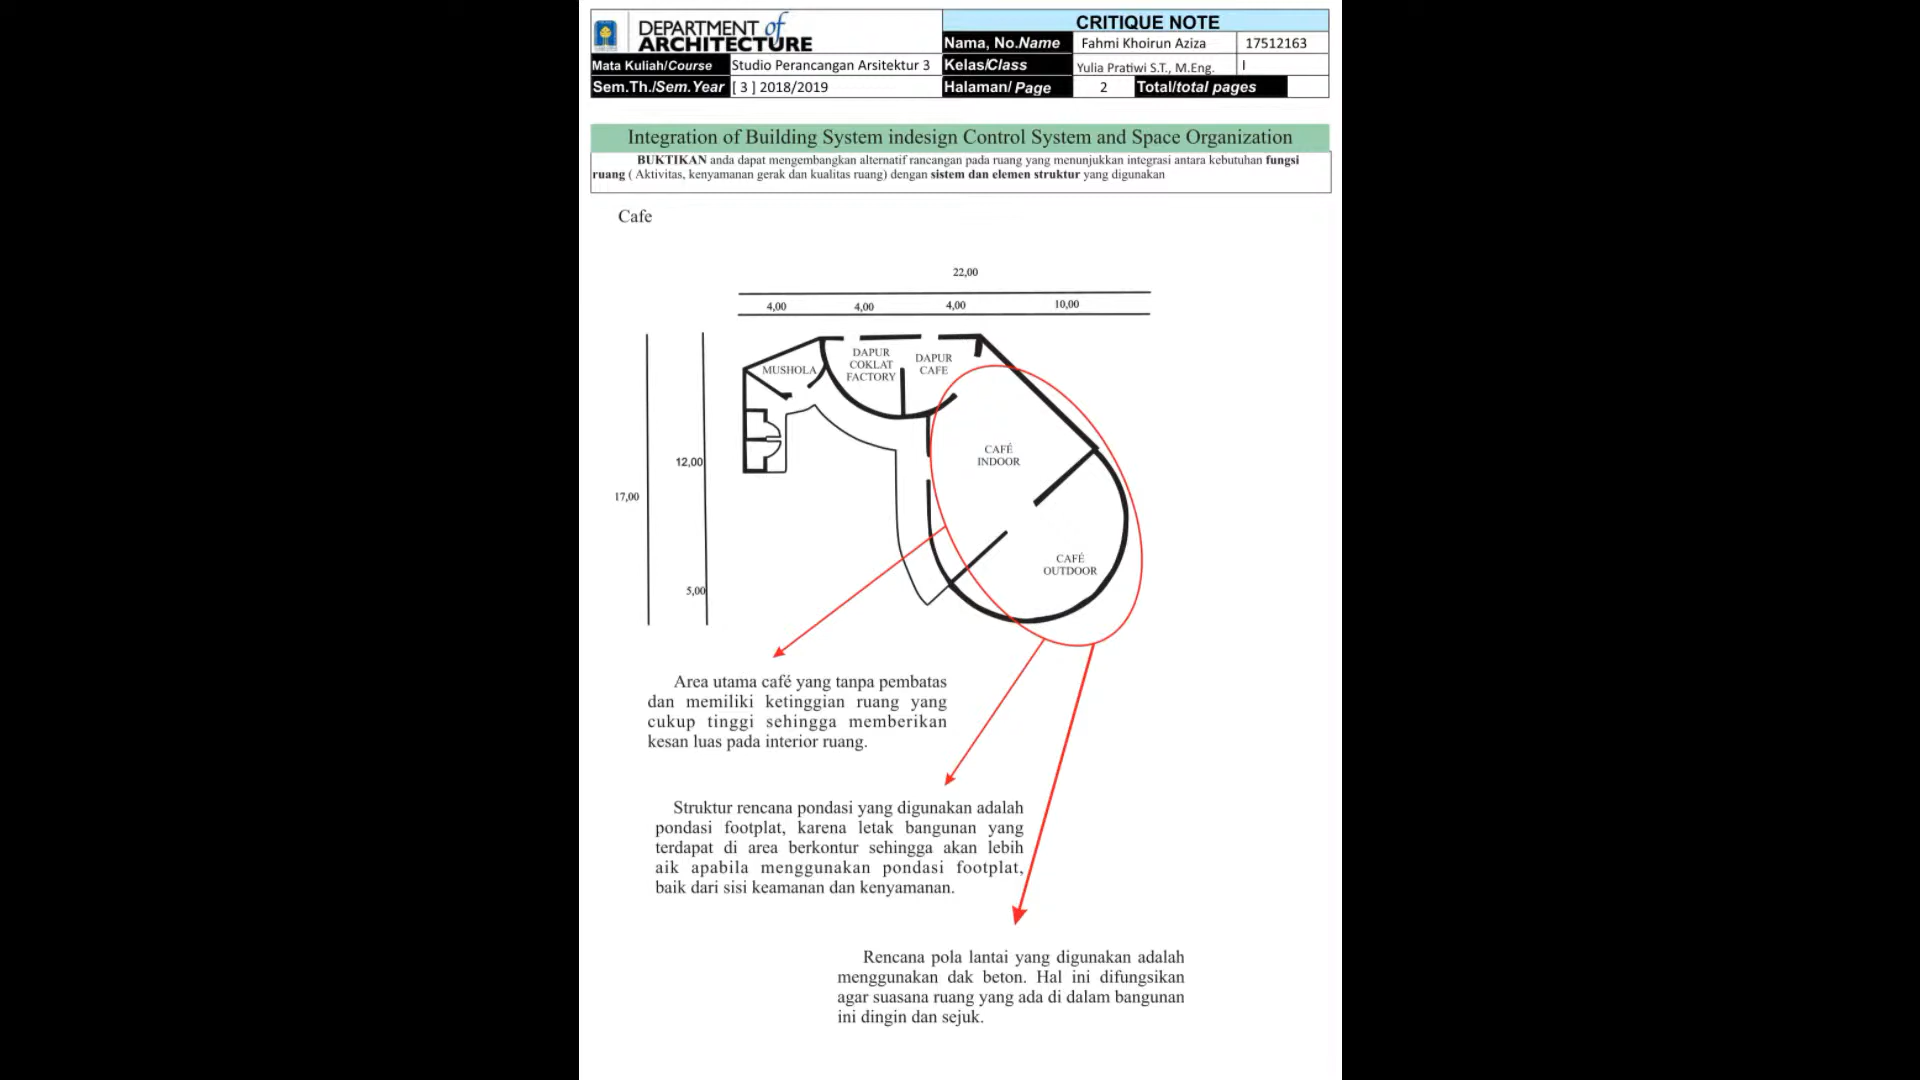 DEPARTMENT of
ARCHITECTURE
CRITIQUE NOTE
Nama, No.Name Fahmi Khoirun Aziza 17512163
Mata Kuliah/Course Studio Perancangan Arsitektur 3 Kelas/Class Yulia Pratiwi S.T., M.Eng. I
Sem.Th./Sem.Year [ 3 ] 2018/2019 Halaman/ Page 2 Total/total pages
Integration of Building System indesign Control System and Space Organization
BUKTIKAN anda dapat mengembangkan alternatif rancangan pada ruang yang menunjukkan integrasi antara kebutuhan fungsi
ruang ( Aktivitas, kenyamanan gerak dan kualitas ruang) dengan sistem dan elemen struktur yang digunakan
Cafe
22,00
4,00 4,00 4,00 10,00
MUSHOLA
DAPUR
COKLAT
FACTORY
DAPUR
CAFE
CAFÉ
INDOOR
12,00
17,00
CAFÉ
OUTDOOR
5,00
Area utama café yang tanpa pembatas
dan memiliki ketinggian ruang yang
cukup tinggi sehingga memberikan
kesan luas pada interior ruang.
Struktur rencana pondasi yang digunakan adalah
pondasi footplat, karena letak bangunan yang
terdapat di area berkontur sehingga akan lebih
aik apabila menggunakan pondasi footplat,
baik dari sisi keamanan dan kenyamanan.
Rencana pola lantai yang digunakan adalah
menggunakan dak beton. Hal ini difungsikan
agar suasana ruang yang ada di dalam bangunan
ini dingin dan sejuk.